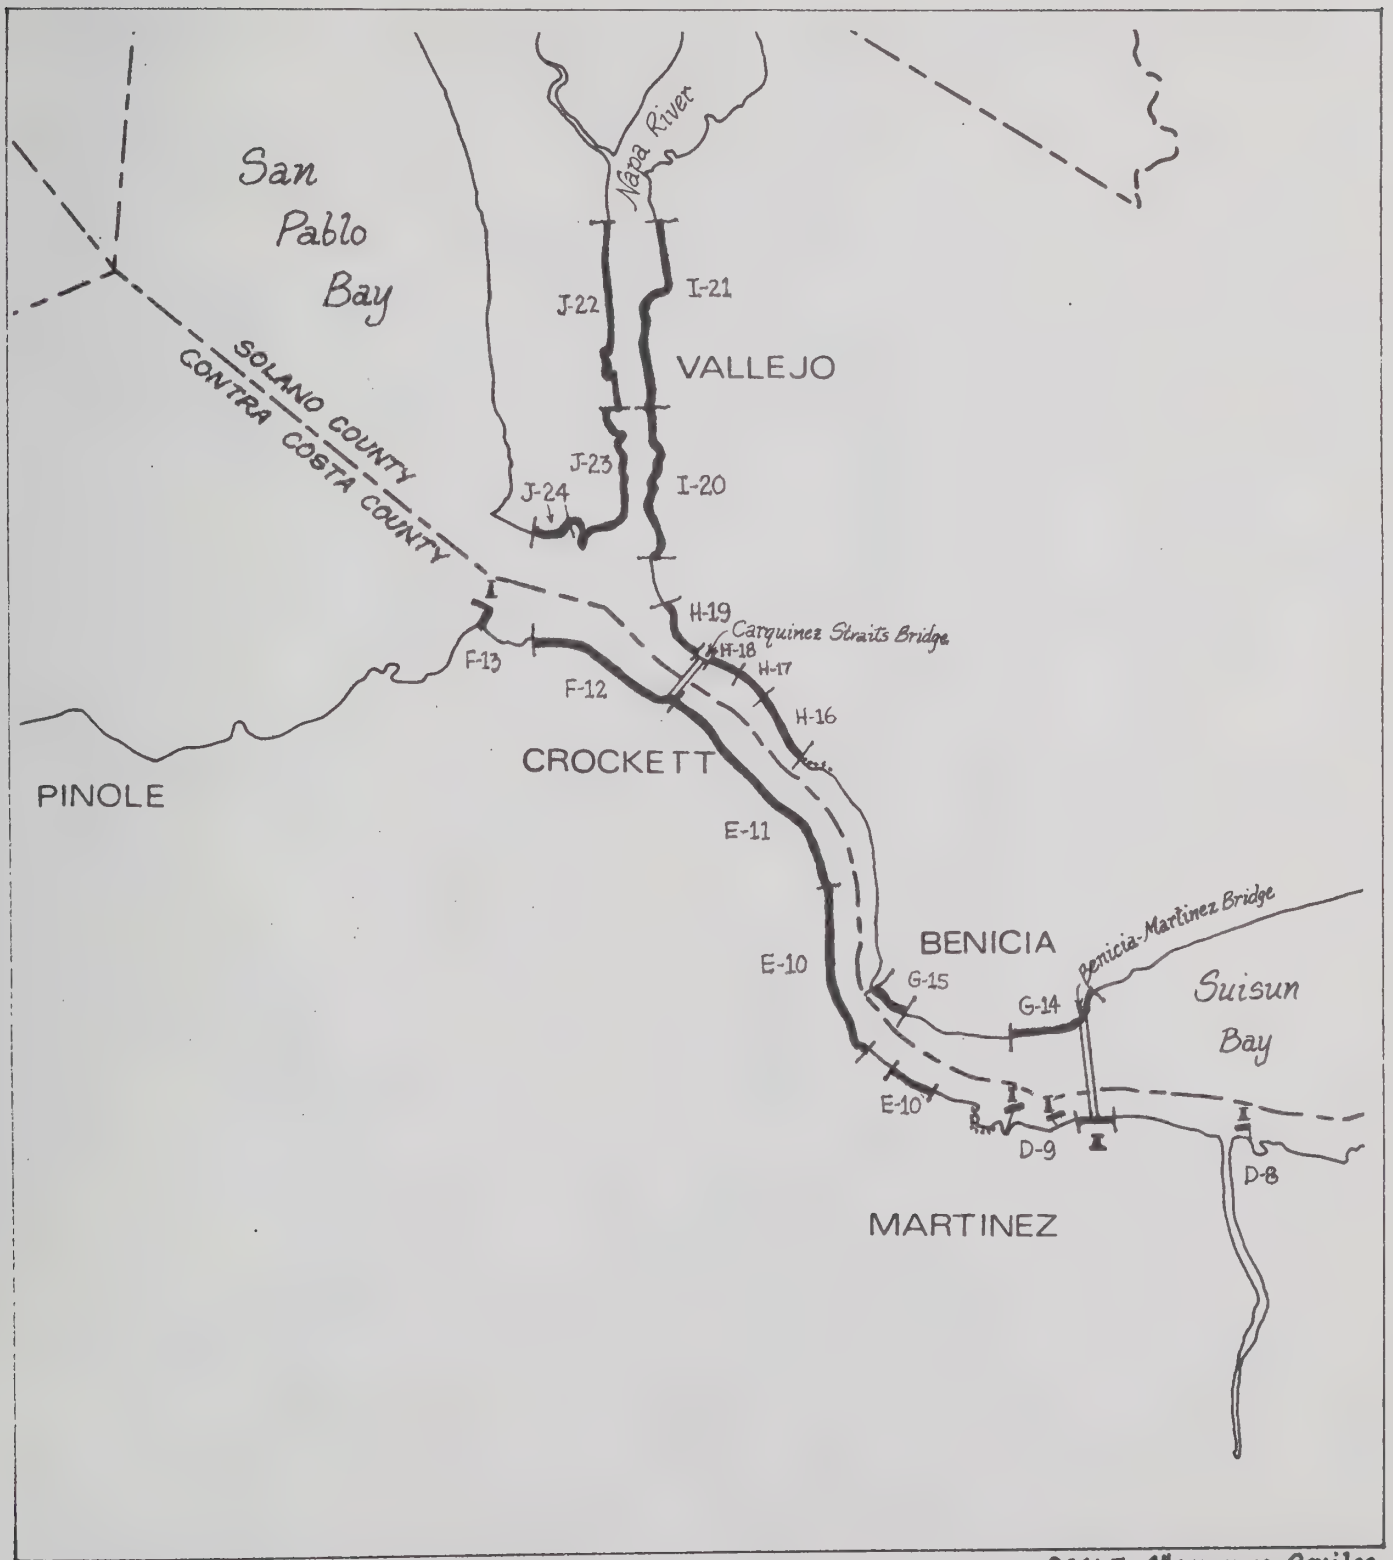 San
Pablo
Bay
Napa River
J-22
I-21
VALLEJO
SOLANO COUNTY
CONTRA COSTA COUNTY
J-23
J-24
I-20
I
H-19
Carquinez Straits Bridge
H-18
H-17
F-13
F-12
H-16
CROCKETT
PINOLE
E-11
BENICIA
Benicia-Martinez Bridge
E-10
G-15
G-14
Suisun
Bay
E-10
I
I
I
D-9
I
D-8
MARTINEZ